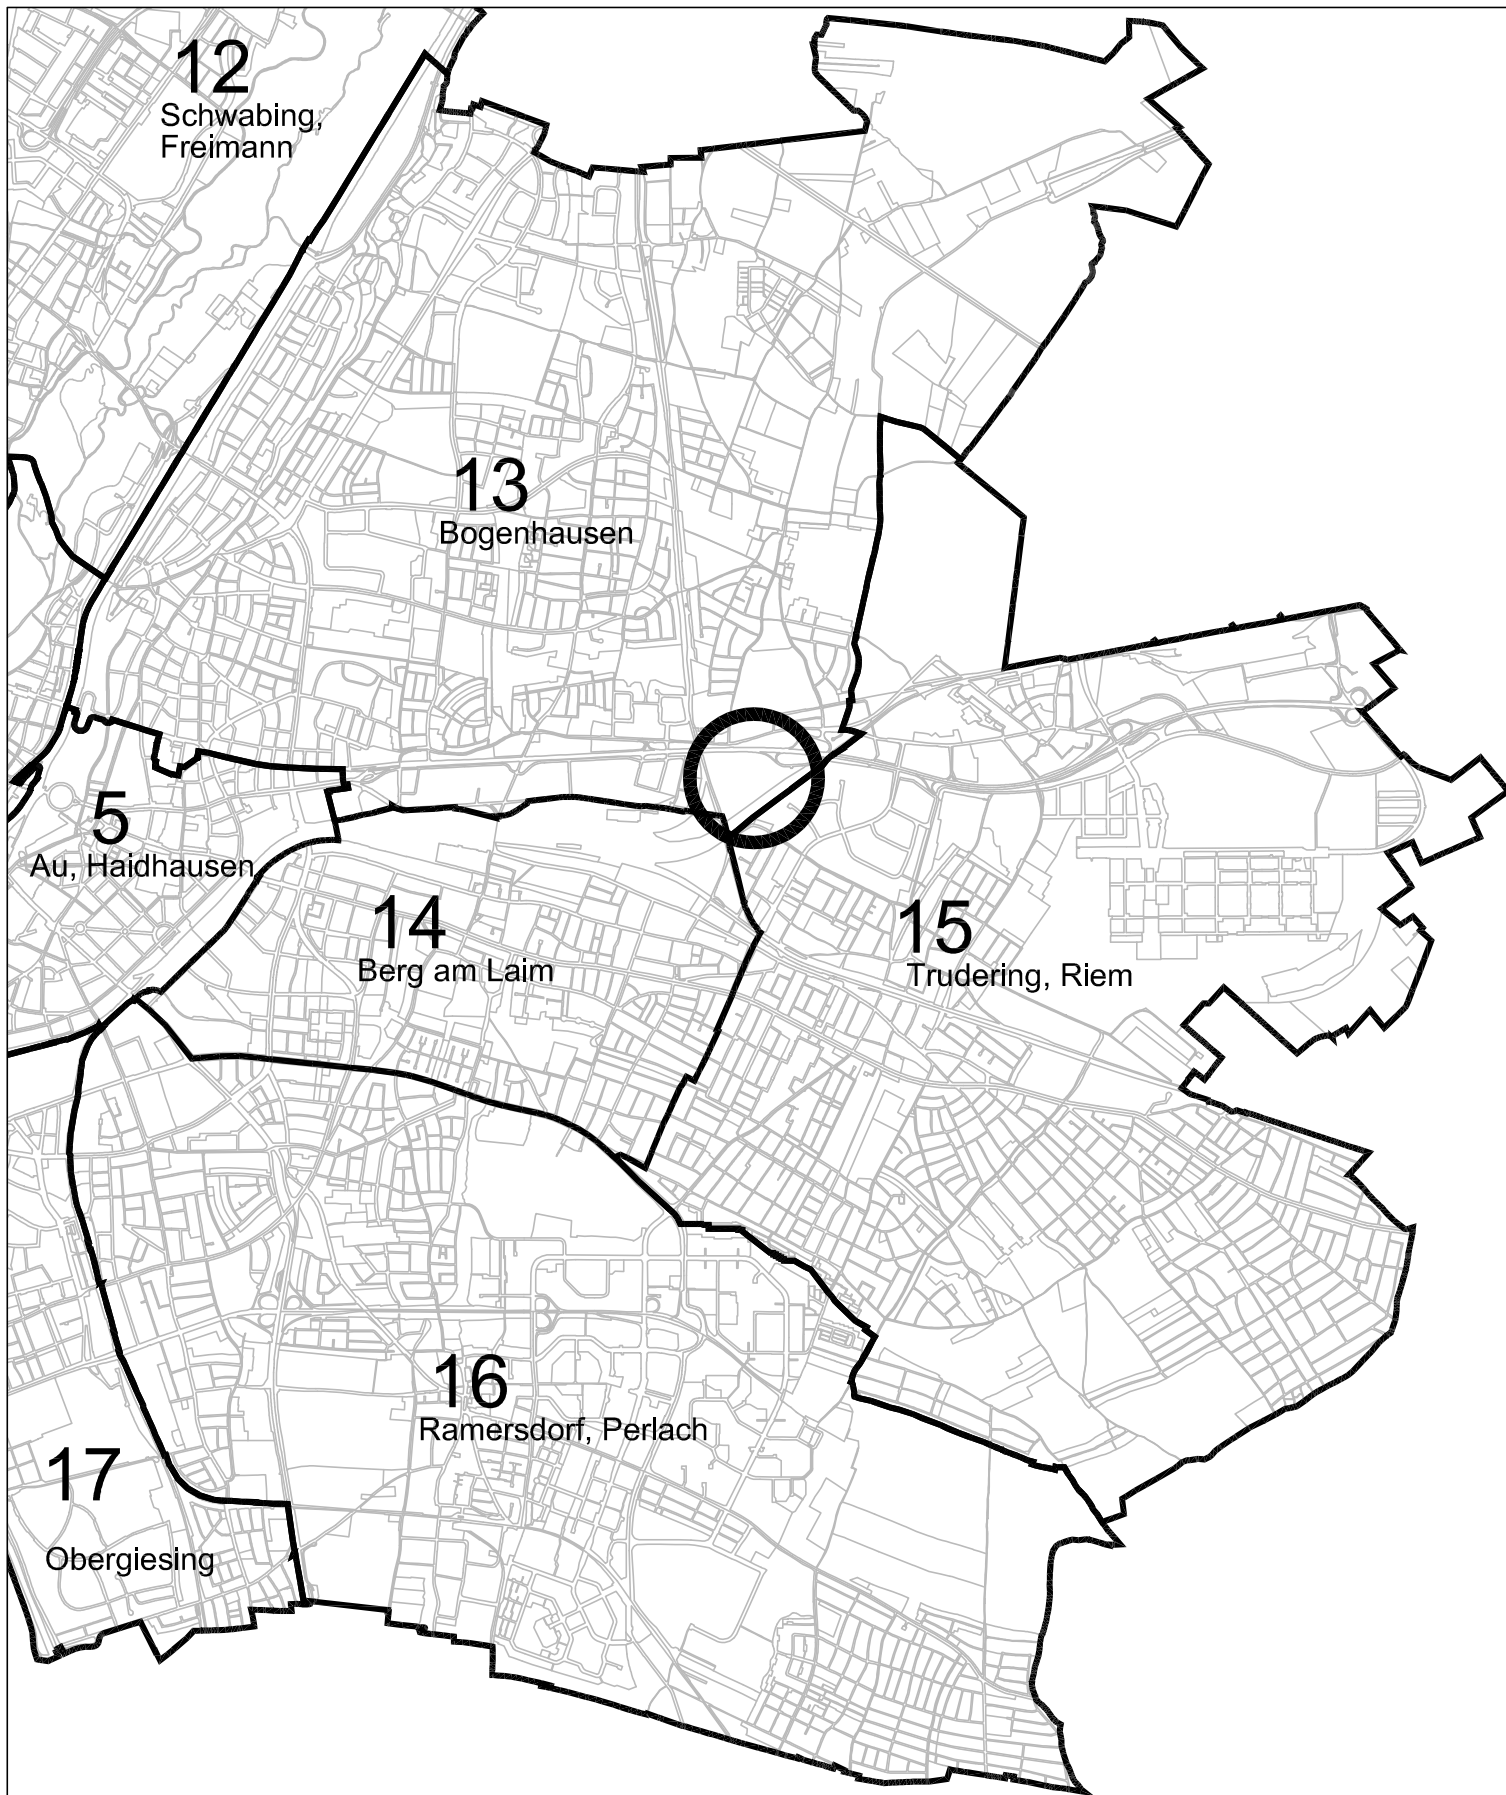 12
Schwabing,
Freimann
13
Bogenhausen
5
Au, Haidhausen
14
Berg am Laim
15
Trudering, Riem
16
Ramersdorf, Perlach
17
Obergiesing